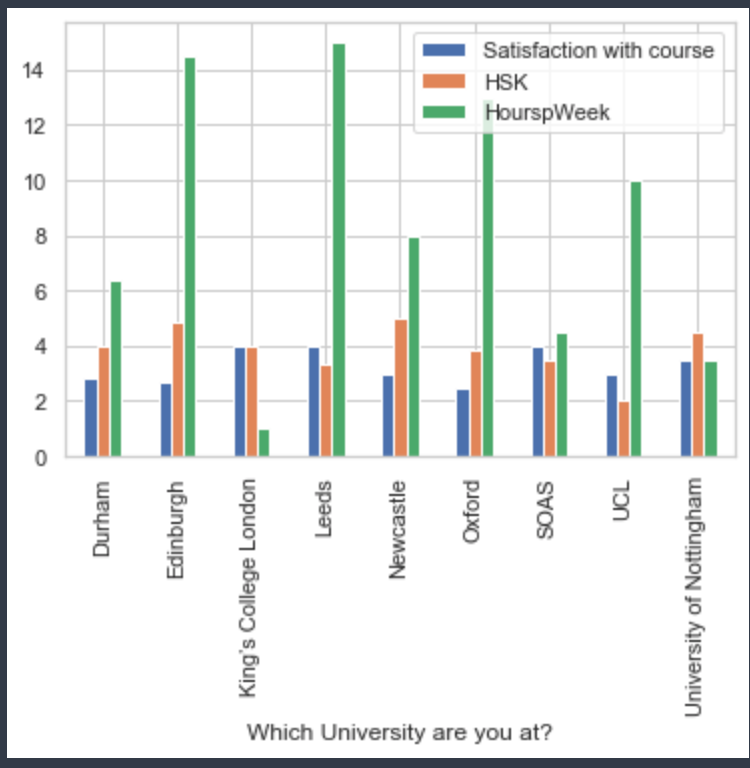 Satisfaction with course
HSK
HourspWeek
14
12
10
8
6
4
2
0
Durham
Edinburgh
King's College London
Leeds
Newcastle
Oxford
SOAS
UCL
University of Nottingham
Which University are you at?